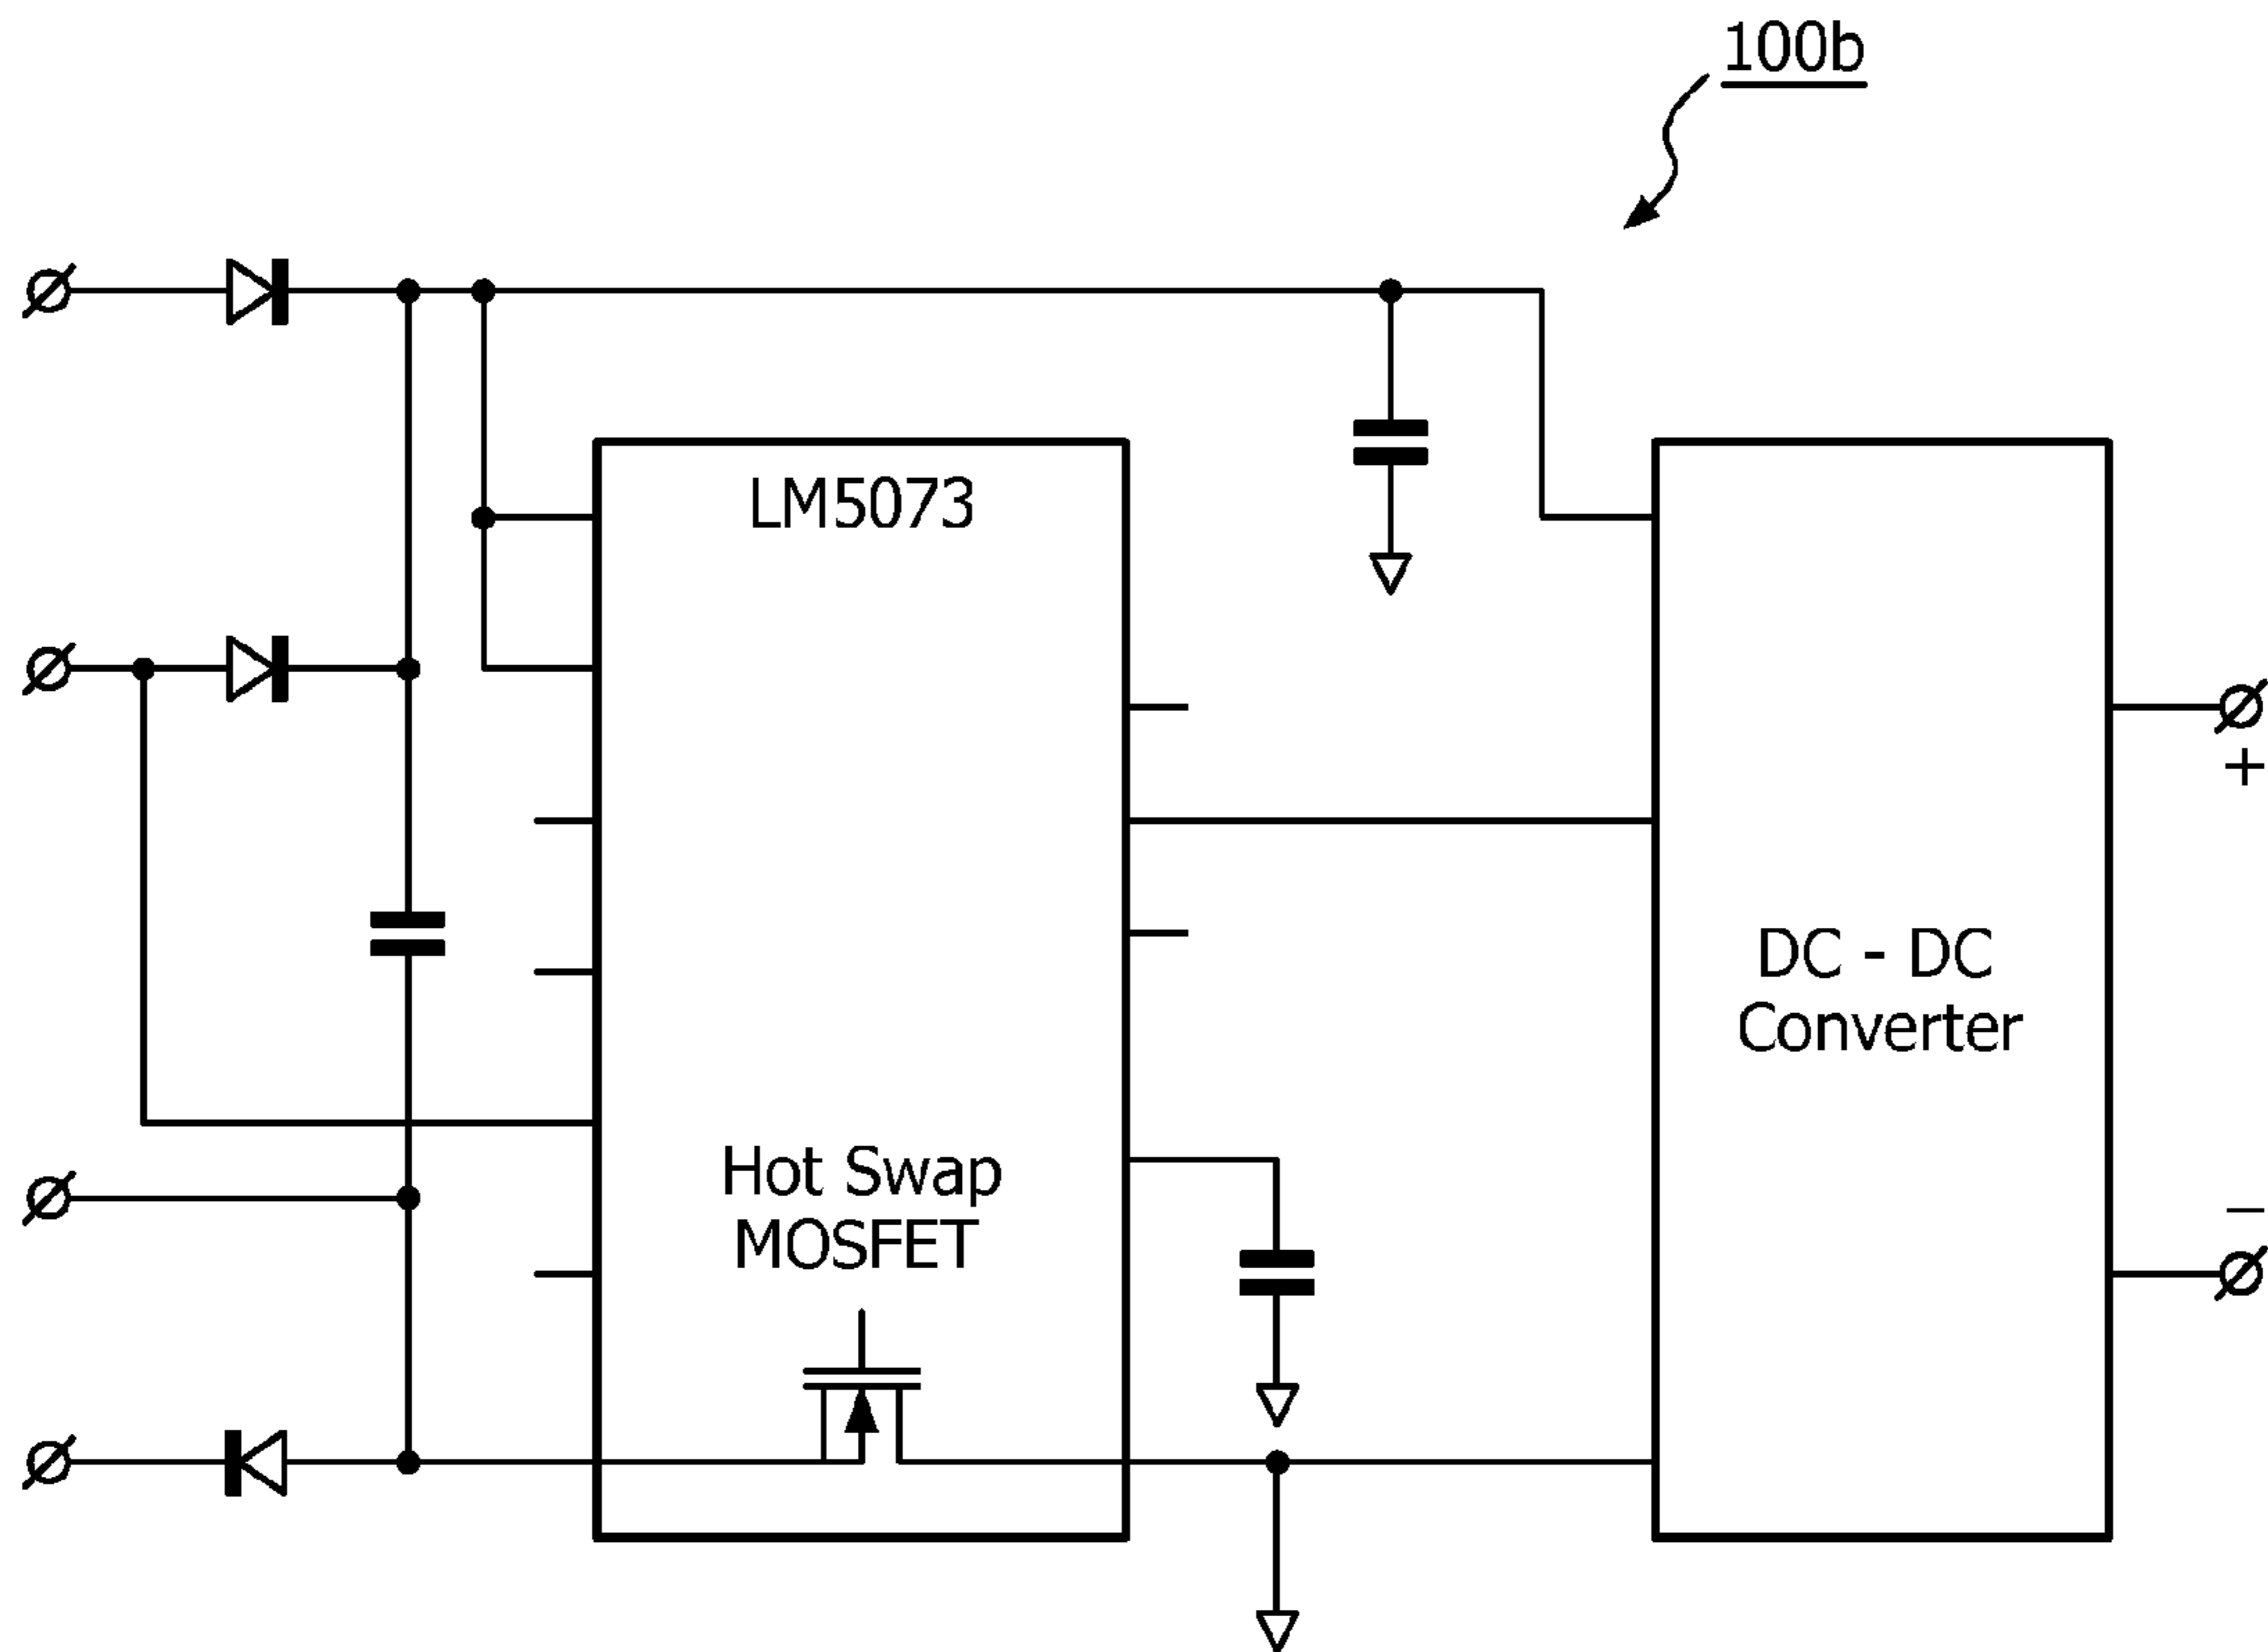 100b
LM5073
DC - DC
Converter
+
Hot Swap
MOSFET
−